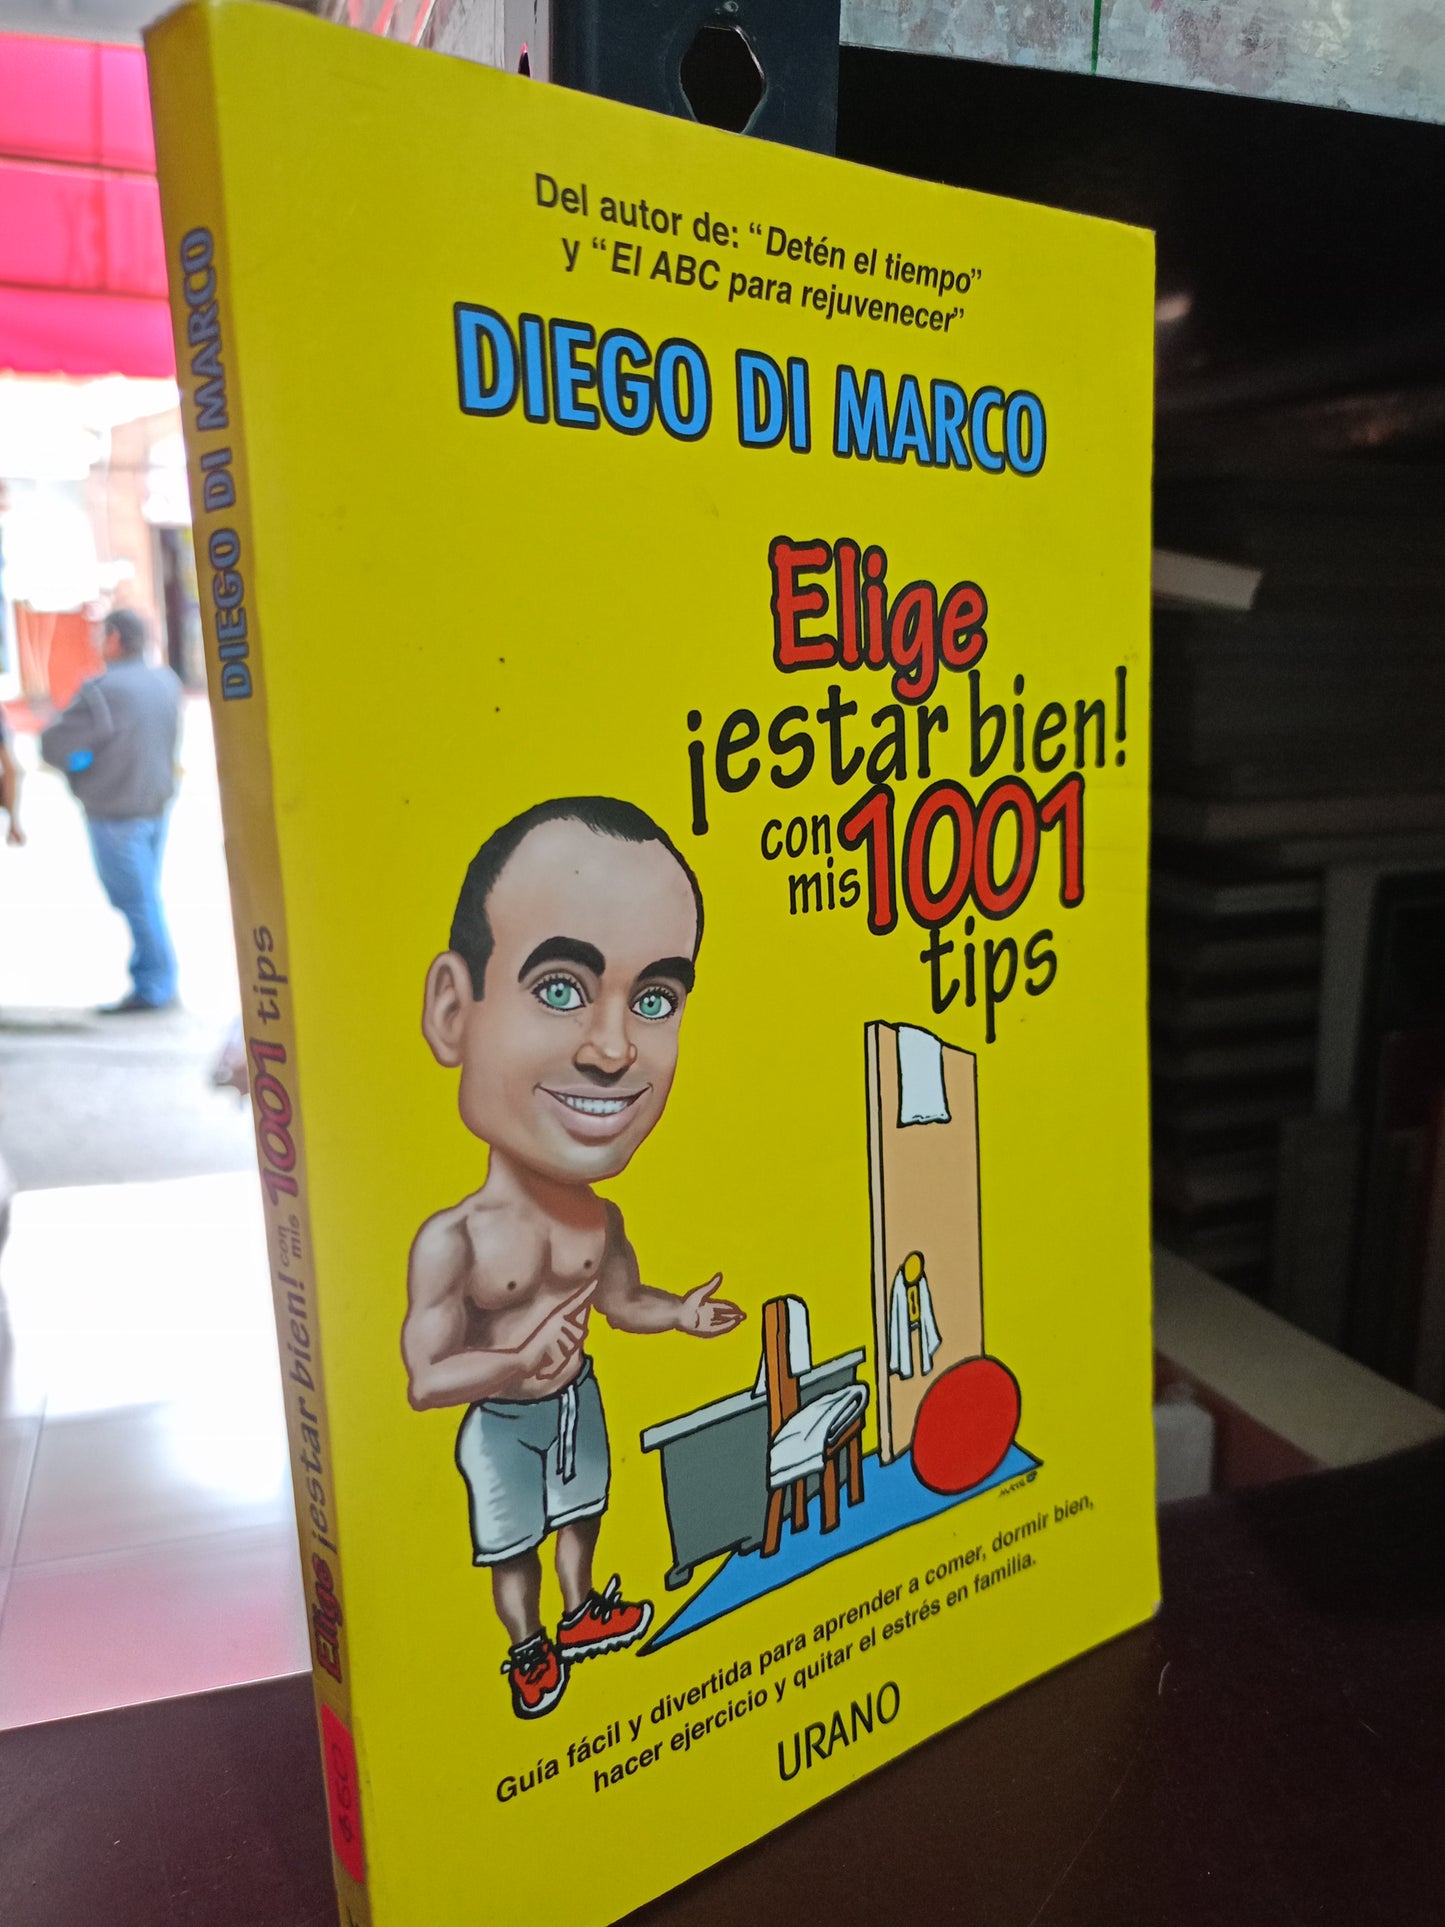 Del autor de: “Detén el tiempo”
y “El ABC para rejuvenecer”
DIEGO DI MARCO
Elige
¡estar bien!
con
mis 1001
tips
Guía fácil y divertida para aprender a comer, dormir bien,
hacer ejercicio y quitar el estrés en familia.
URANO
DIEGO DI MARCO
Elige ¡estar bien! con mis 1001 tips
$60